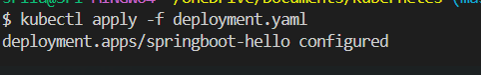 $ kubectl apply -f deployment.yaml
deployment.apps/springboot-hello configured